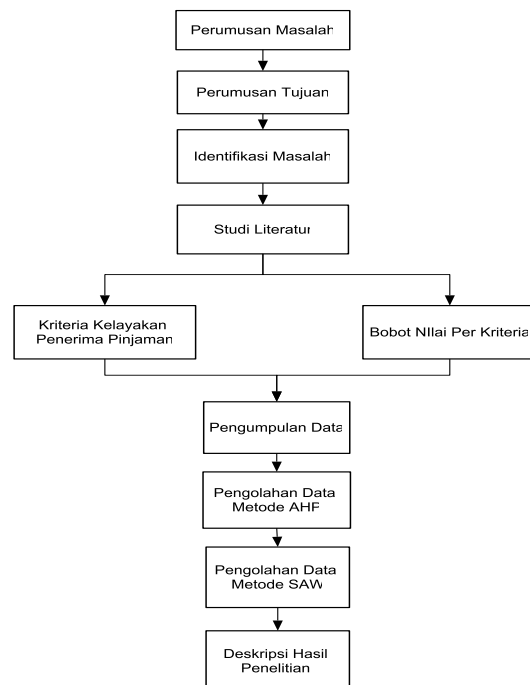 Perumusan Masalah
Perumusan Tujuan
Identifikasi Masalah
Studi Literatur
Kriteria Kelayakan
Penerima Pinjaman
Bobot NIlai Per Kriteria
Pengumpulan Data
Pengolahan Data
Metode AHP
Pengolahan Data
Metode SAW
Deskripsi Hasil
Penelitian